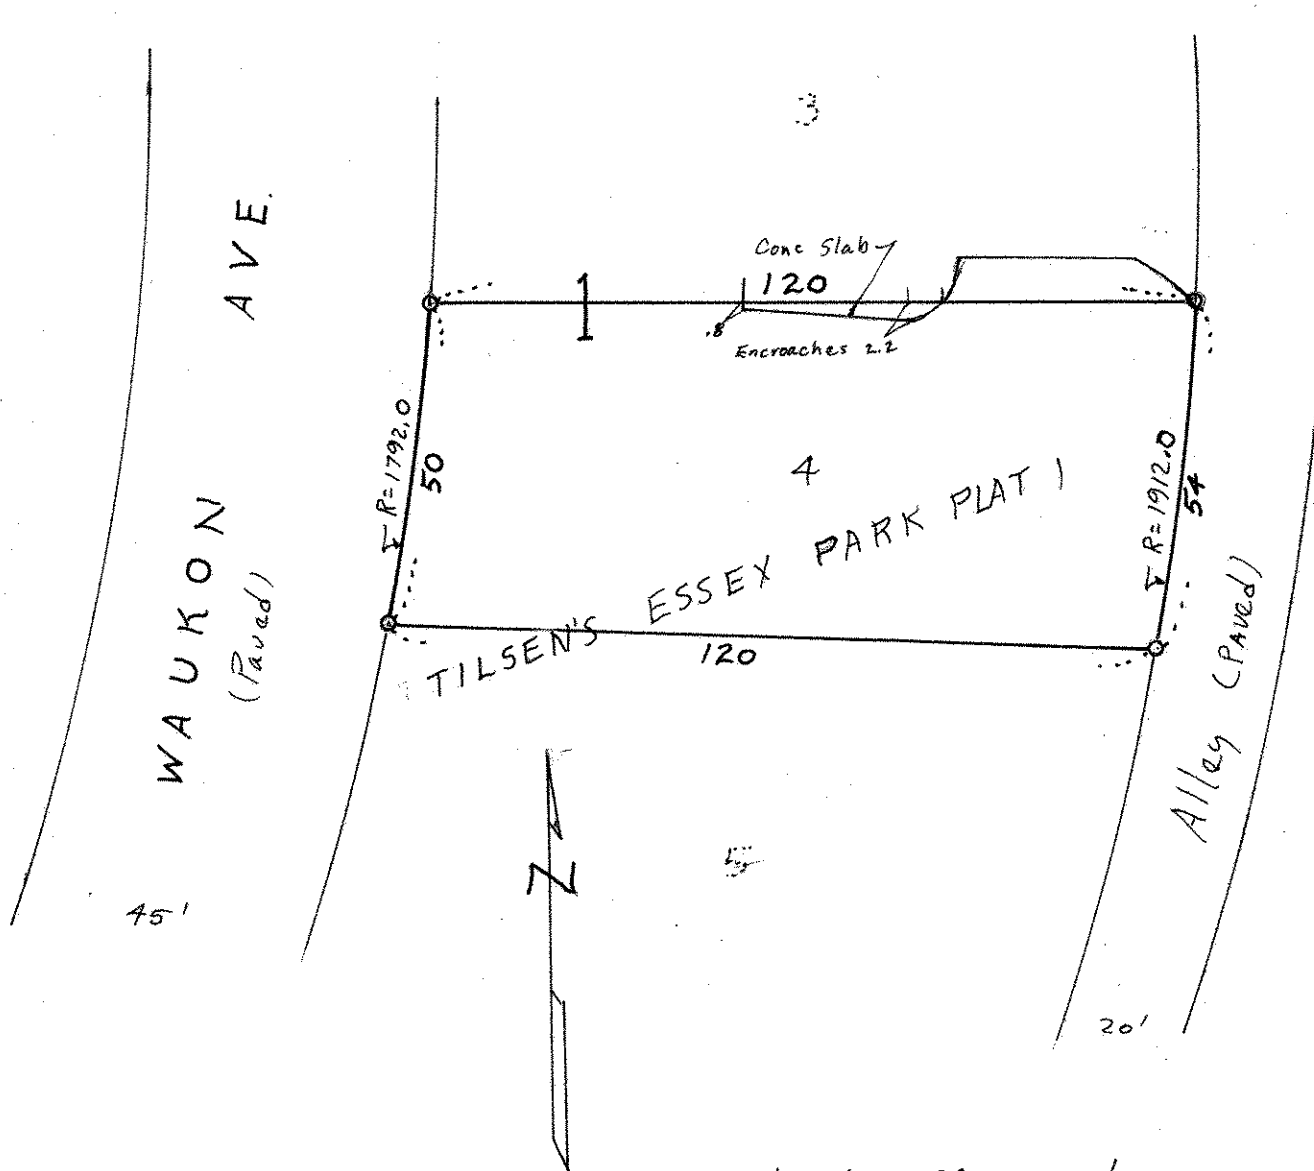 3
WAUKON AVE.
(Paved)
45'
Conc Slab
120
1
.8
Encroaches 2.2
R=1792.0
50
4
R=1912.0
54
TILSEN'S ESSEX PARK PLAT 1
120
Alley (PAved)
20'
N
5